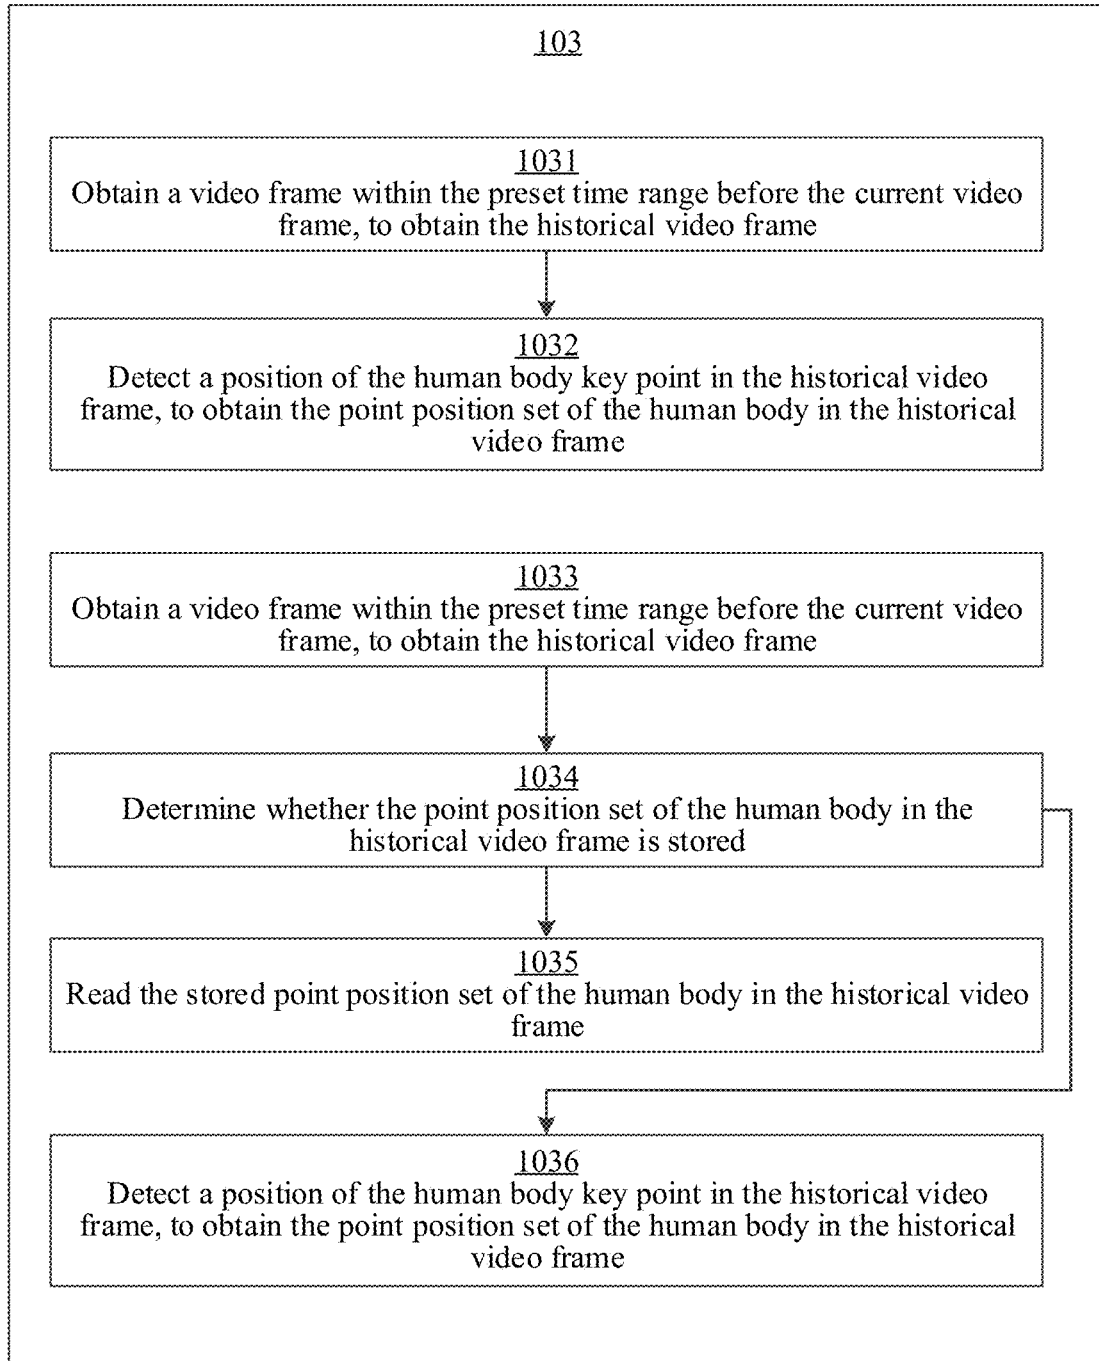 103
1031
Obtain a video frame within the preset time range before the current video
frame, to obtain the historical video frame
1032
Detect a position of the human body key point in the historical video
frame, to obtain the point position set of the human body in the historical
video frame
1033
Obtain a video frame within the preset time range before the current video
frame, to obtain the historical video frame
1034
Determine whether the point position set of the human body in the
historical video frame is stored
1035
Read the stored point position set of the human body in the historical video
frame
1036
Detect a position of the human body key point in the historical video
frame, to obtain the point position set of the human body in the historical
video frame